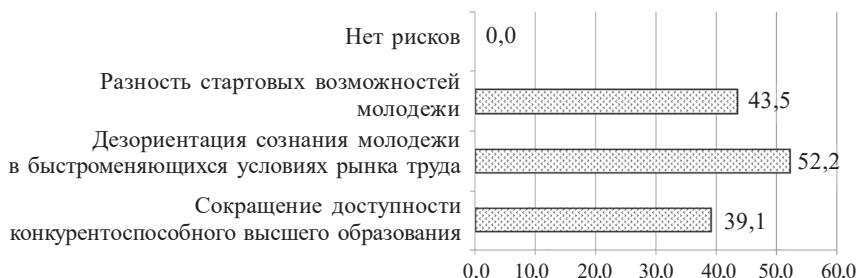 Нет рисков 0,0
Разность стартовых возможностей
молодежи 43,5
Дезориентация сознания молодежи
в быстроменяющихся условиях рынка труда 52,2
Сокращение доступности
конкурентоспособного высшего образования 39,1
0,0 10,0 20,0 30,0 40,0 50,0 60,0